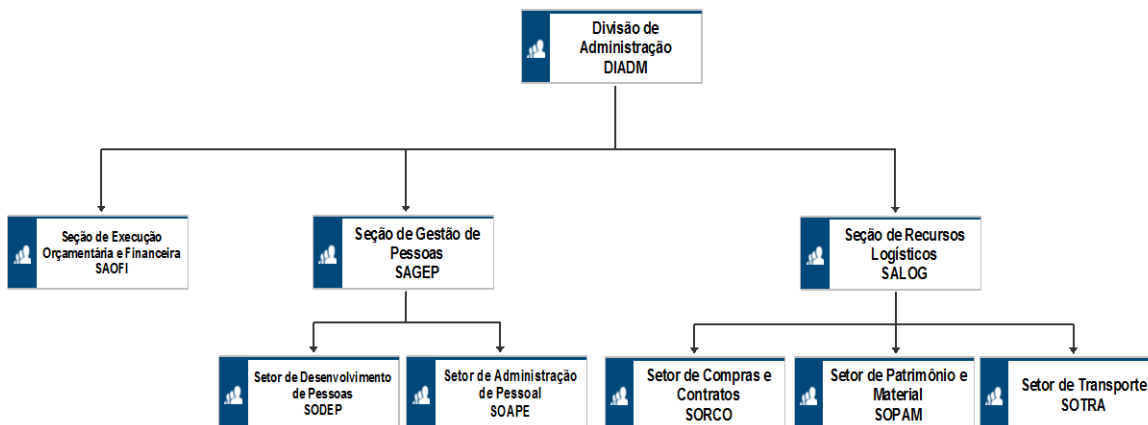 Divisão de
Administração
DIADM
Seção de Execução
Orçamentária e Financeira
SAOFI
Seção de Gestão de
Pessoas
SAGEP
Seção de Recursos
Logísticos
SALOG
Setor de Desenvolvimento
de Pessoas
SODEP
Setor de Administração
de Pessoal
SOAPE
Setor de Compras e
Contratos
SORCO
Setor de Patrimônio e
Material
SOPAM
Setor de Transporte
SOTRA